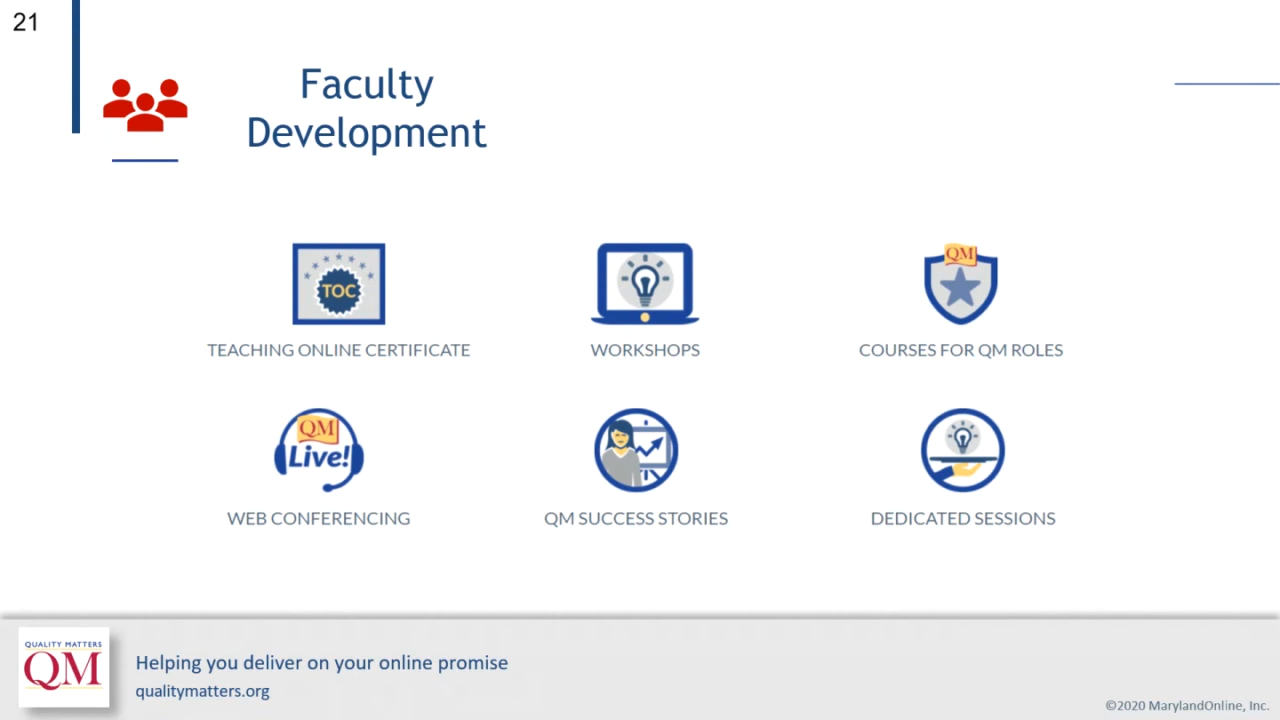 21
Faculty
Development
TOC
QM
TEACHING ONLINE CERTIFICATE
WORKSHOPS
COURSES FOR QM ROLES
QM
Live!
WEB CONFERENCING
QM SUCCESS STORIES
DEDICATED SESSIONS
QUALITY MATTERS
QM
Helping you deliver on your online promise
qualitymatters.org
©2020 MarylandOnline, Inc.